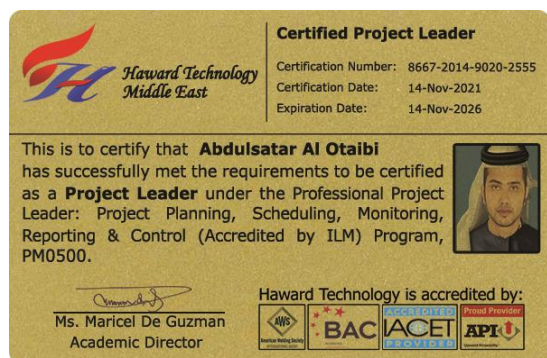 Haward Technology
Middle East
Certified Project Leader
Certification Number: 8667-2014-9020-2555
Certification Date: 14-Nov-2021
Expiration Date: 14-Nov-2026
This is to certify that Abdulsatar Al Otaibi
has successfully met the requirements to be certified
as a Project Leader under the Professional Project
Leader: Project Planning, Scheduling, Monitoring,
Reporting & Control (Accredited by ILM) Program,
PM0500.
Ms. Maricel De Guzman
Academic Director
Haward Technology is accredited by:
AWS
American Welding Society
BAC
ACCREDITED
IACET
PROVIDER
Proud Provider
API